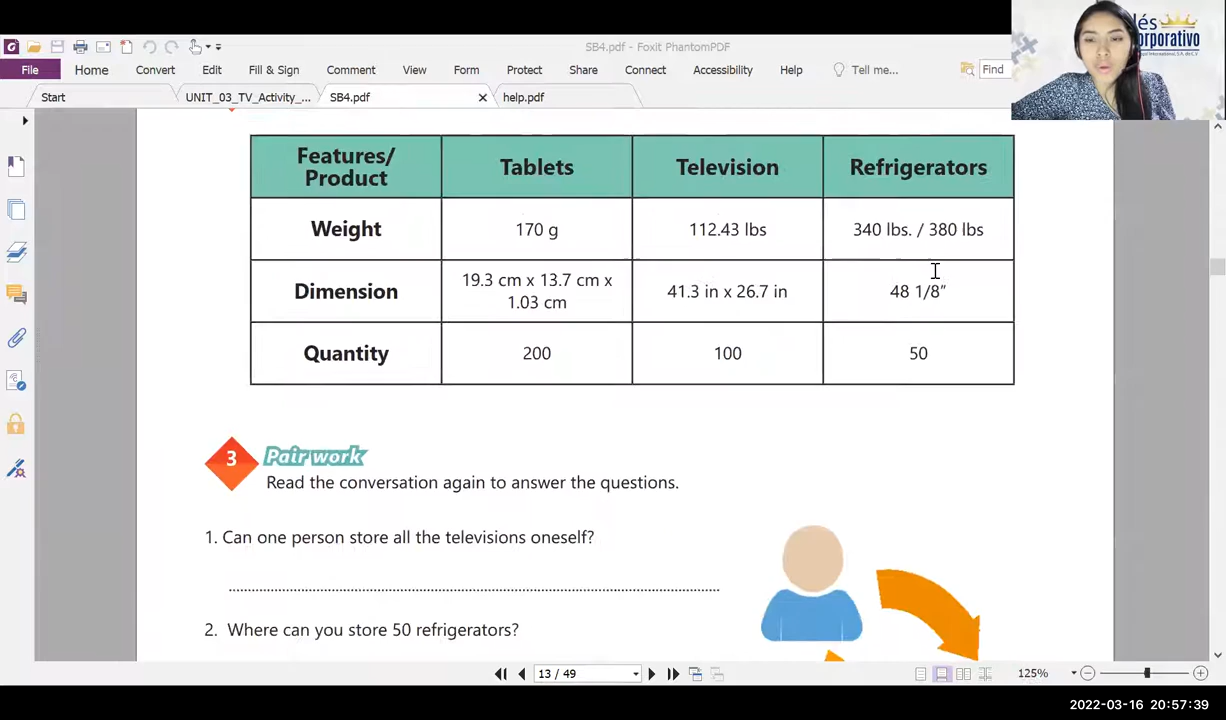 SB4.pdf - Foxit PhantomPDF
lés
orporativo
File Home Convert Edit Fill & Sign Comment View Form Protect Share Connect Accessibility Help Tell me... Find
Start UNIT_03_TV_Activity_... SB4.pdf help.pdf
Features/ Product Tablets Television Refrigerators
Weight 170 g 112.43 lbs 340 lbs. / 380 lbs
Dimension 19.3 cm x 13.7 cm x 1.03 cm 41.3 in x 26.7 in 48 1/8"
Quantity 200 100 50
3 Pair work
Read the conversation again to answer the questions.
1. Can one person store all the televisions oneself?
2. Where can you store 50 refrigerators?
13 / 49 125%
2022-03-16 20:57:39